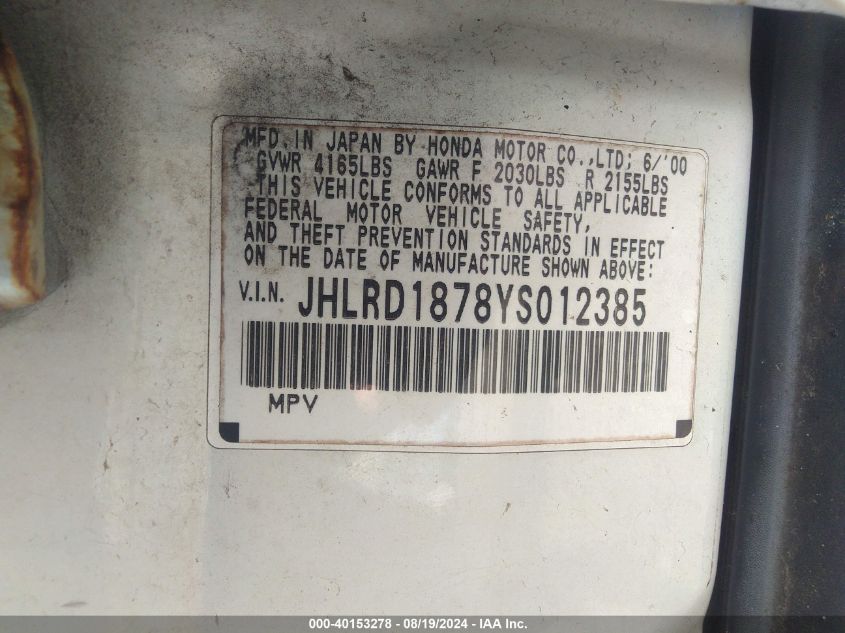 MFD. IN JAPAN BY HONDA MOTOR CO.,LTD; 6/'00
GVWR 4165LBS GAWR F 2030LBS R 2155LBS
THIS VEHICLE CONFORMS TO ALL APPLICABLE
FEDERAL MOTOR VEHICLE SAFETY,
AND THEFT PREVENTION STANDARDS IN EFFECT
ON THE DATE OF MANUFACTURE SHOWN ABOVE:
V.I.N. JHLRD1878YS012385
MPV
000-40153278 - 08/19/2024 - IAA Inc.